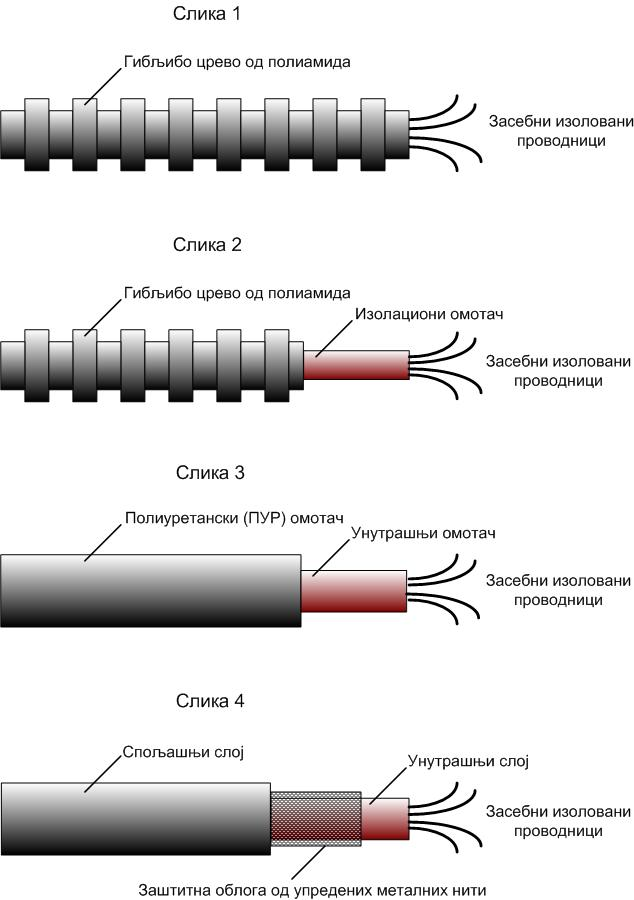 Слика 1
Гибљибо црево од полиамида
Засебни изоловани
проводници
Слика 2
Гибљибо црево од полиамида
Изолациони омотач
Засебни изоловани
проводници
Слика 3
Полиуретански (ПУР) омотач
Унутрашњи омотач
Засебни изоловани
проводници
Слика 4
Спољашњи слој
Унутрашњи слој
Засебни изоловани
проводници
Заштитна облога од упредених металних нити